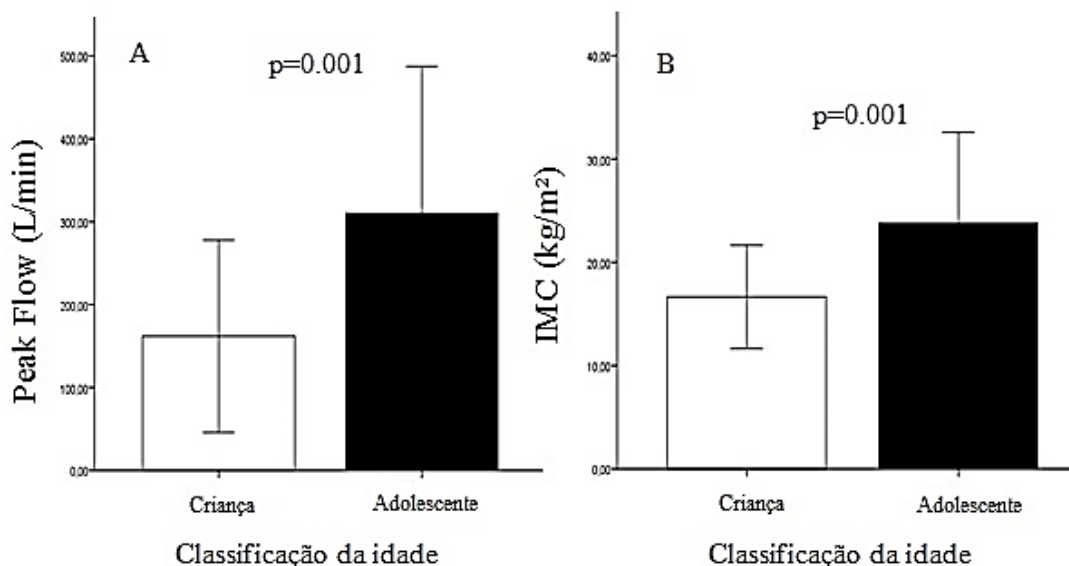 A
p=0.001
Peak Flow (L/min)
500,00
400,00
300,00
200,00
100,00
0,00
Criança
Adolescente
Classificação da idade
B
p=0.001
IMC (kg/m²)
40,00
30,00
20,00
10,00
0,00
Criança
Adolescente
Classificação da idade